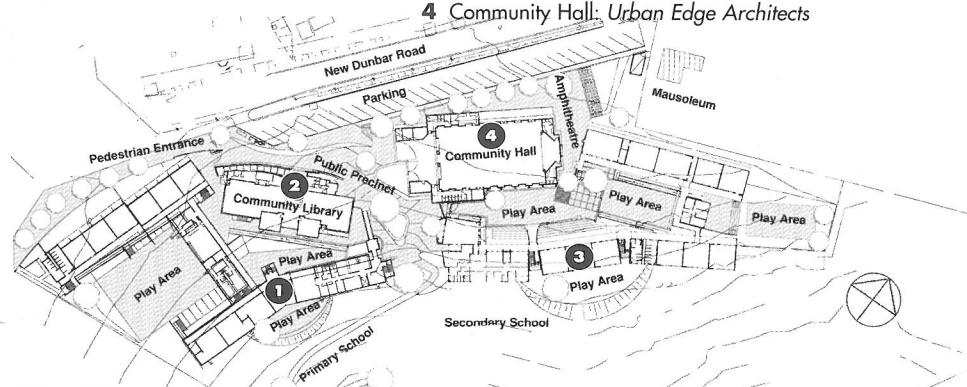 4 Community Hall: Urban Edge Architects
New Dunbar Road
Parking
Mausoleum
Amphitheatre
Pedestrian Entrance
4
Community Hall
Public Precinct
2
Community Library
Play Area
Play Area
Play Area
Play Area
Play Area
3
Play Area
1
Play Area
Secondary School
Primary School